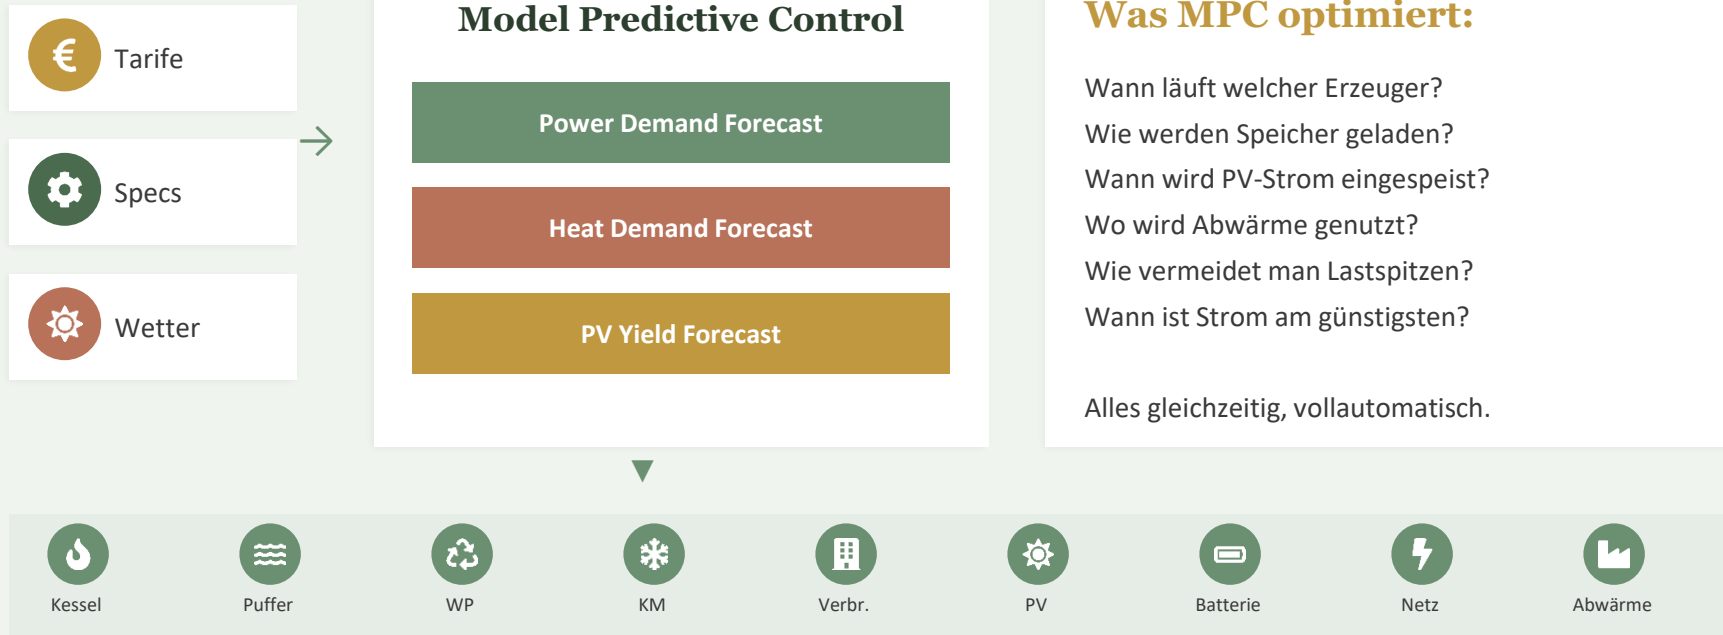 €
Tarife
Specs
Wetter
Model Predictive Control
Power Demand Forecast
Heat Demand Forecast
PV Yield Forecast
Was MPC optimiert:
Wann läuft welcher Erzeuger?
Wie werden Speicher geladen?
Wann wird PV-Strom eingespeist?
Wo wird Abwärme genutzt?
Wie vermeidet man Lastspitzen?
Wann ist Strom am günstigsten?
Alles gleichzeitig, vollautomatisch.
Kessel
Puffer
WP
KM
Verbr.
PV
Batterie
Netz
Abwärme